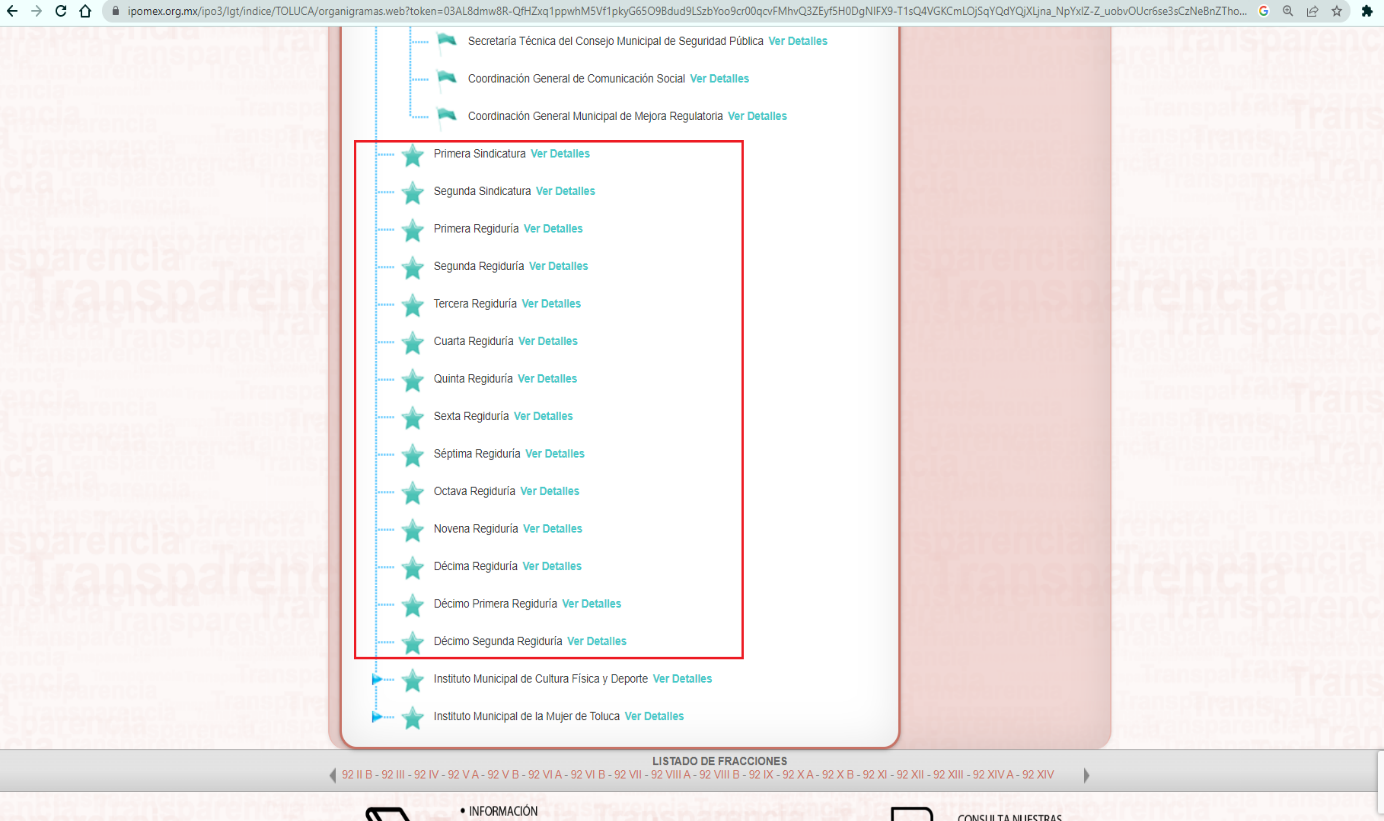 ipomex.org.mx/ipo3/lgt/indice/TOLUCA/organigramas.web?token=03AL8dmw8R-QfHZxq1ppwhM5Vf1pkyG65O9Bdud9LSzbYoo9cr00qcvFMhvQ3ZEyf5H0DgNIFX9-T1sQ4VGKCmLOjSqYQdYQjXLjna_NpYxlZ-Z_uobvOUcr6se3sCzNeBnZTho...
Secretaría Técnica del Consejo Municipal de Seguridad Pública Ver Detalles
Coordinación General de Comunicación Social Ver Detalles
Coordinación General Municipal de Mejora Regulatoria Ver Detalles
Primera Sindicatura Ver Detalles
Segunda Sindicatura Ver Detalles
Primera Regiduría Ver Detalles
Segunda Regiduría Ver Detalles
Tercera Regiduría Ver Detalles
Cuarta Regiduría Ver Detalles
Quinta Regiduría Ver Detalles
Sexta Regiduría Ver Detalles
Séptima Regiduría Ver Detalles
Octava Regiduría Ver Detalles
Novena Regiduría Ver Detalles
Décima Regiduría Ver Detalles
Décimo Primera Regiduría Ver Detalles
Décimo Segunda Regiduría Ver Detalles
Instituto Municipal de Cultura Física y Deporte Ver Detalles
Instituto Municipal de la Mujer de Toluca Ver Detalles
LISTADO DE FRACCIONES
92 II B - 92 III - 92 IV - 92 V A - 92 V B - 92 VI A - 92 VI B - 92 VII - 92 VIII A - 92 VIII B - 92 IX - 92 X A - 92 X B - 92 XI - 92 XII - 92 XIII - 92 XIV A - 92 XIV
• INFORMACIÓN
CONSULTA NUESTRAS